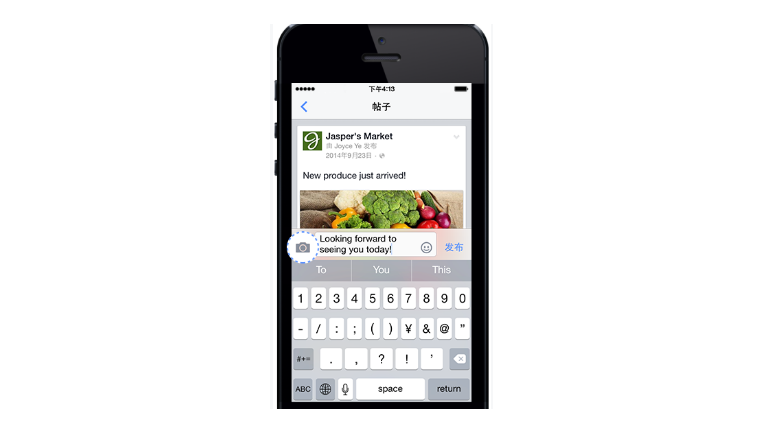 下午4:13
帖子
Jasper's Market
由 Joyce Ye 发布
2014年9月23日 ·
New produce just arrived!
Looking forward to
seeing you today!
发布
To You This
1 2 3 4 5 6 7 8 9 0
- / : ; ( ) ¥ & @ "
#+= . , ? ! '
ABC space return